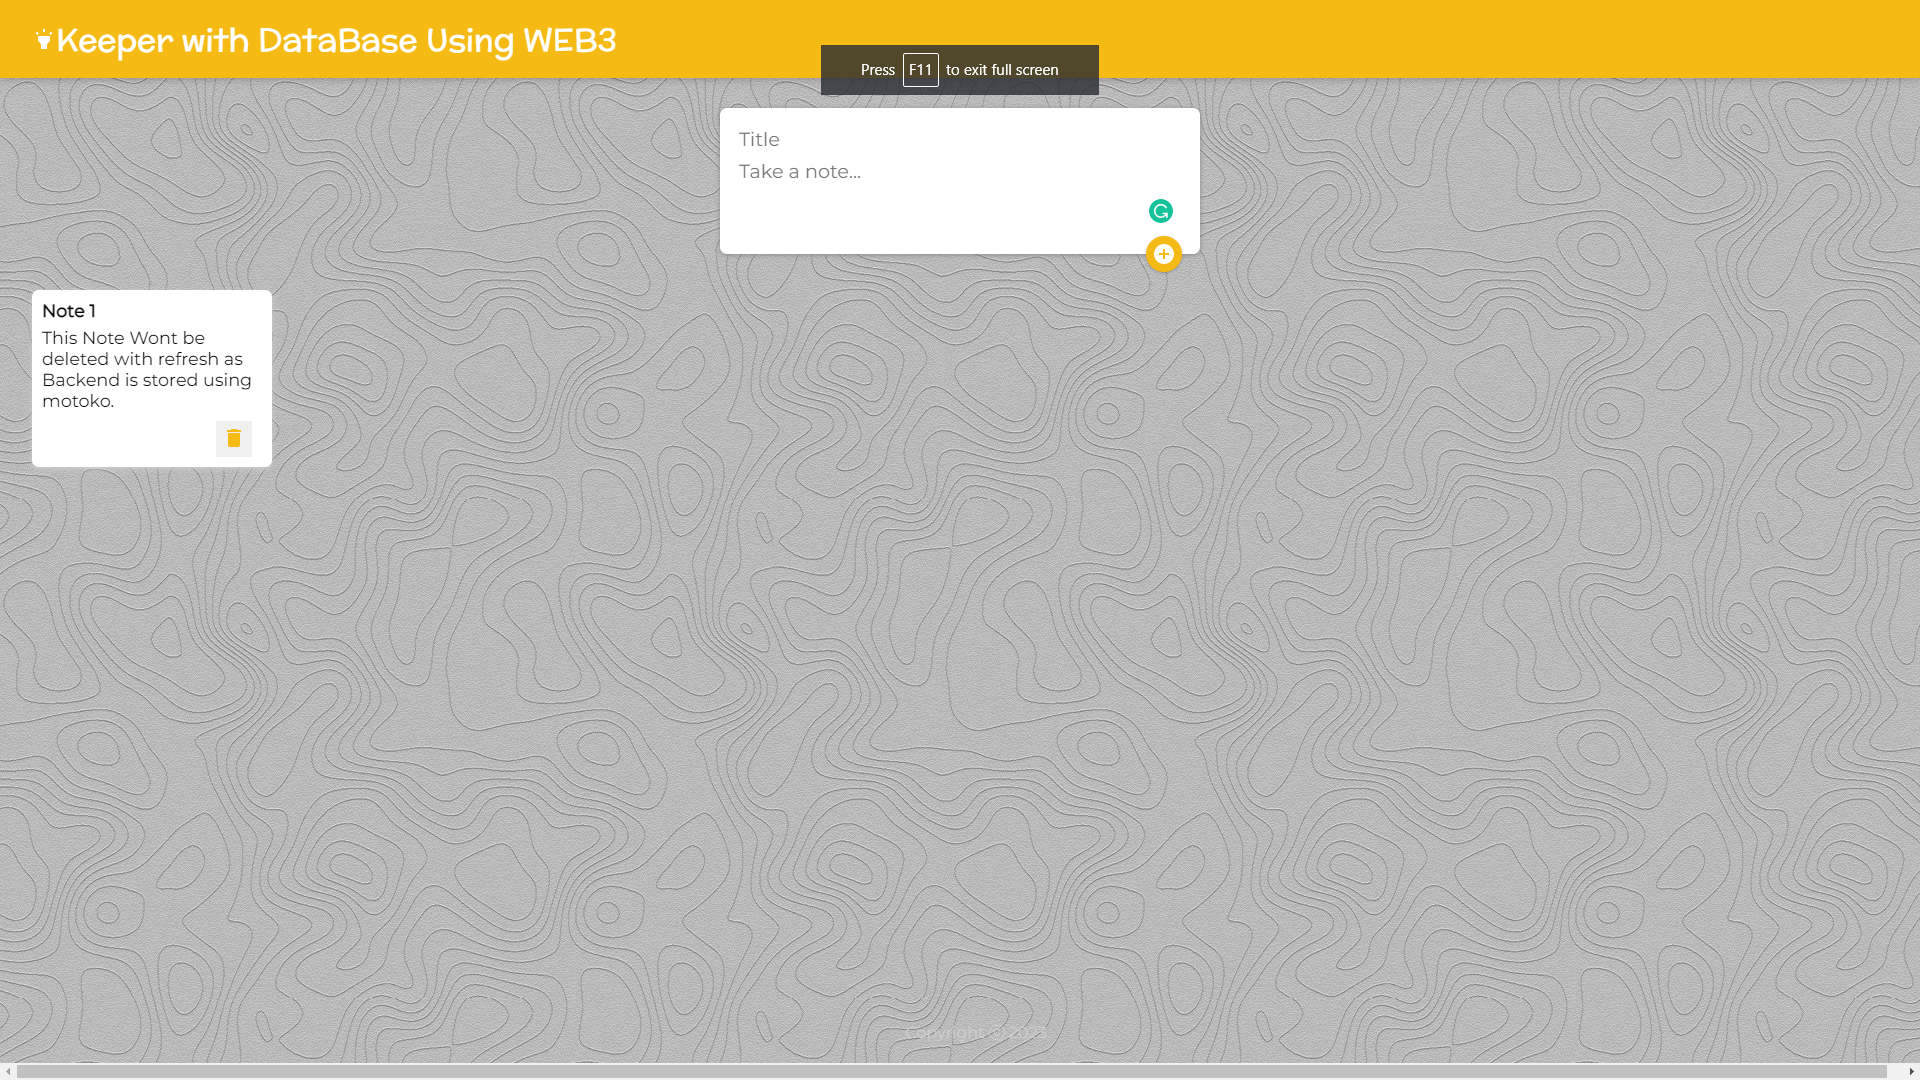 Keeper with DataBase Using WEB3
Press F11 to exit full screen
Title
Take a note...
Note 1
This Note Wont be
deleted with refresh as
Backend is stored using
motoko.
Copyright © 2023